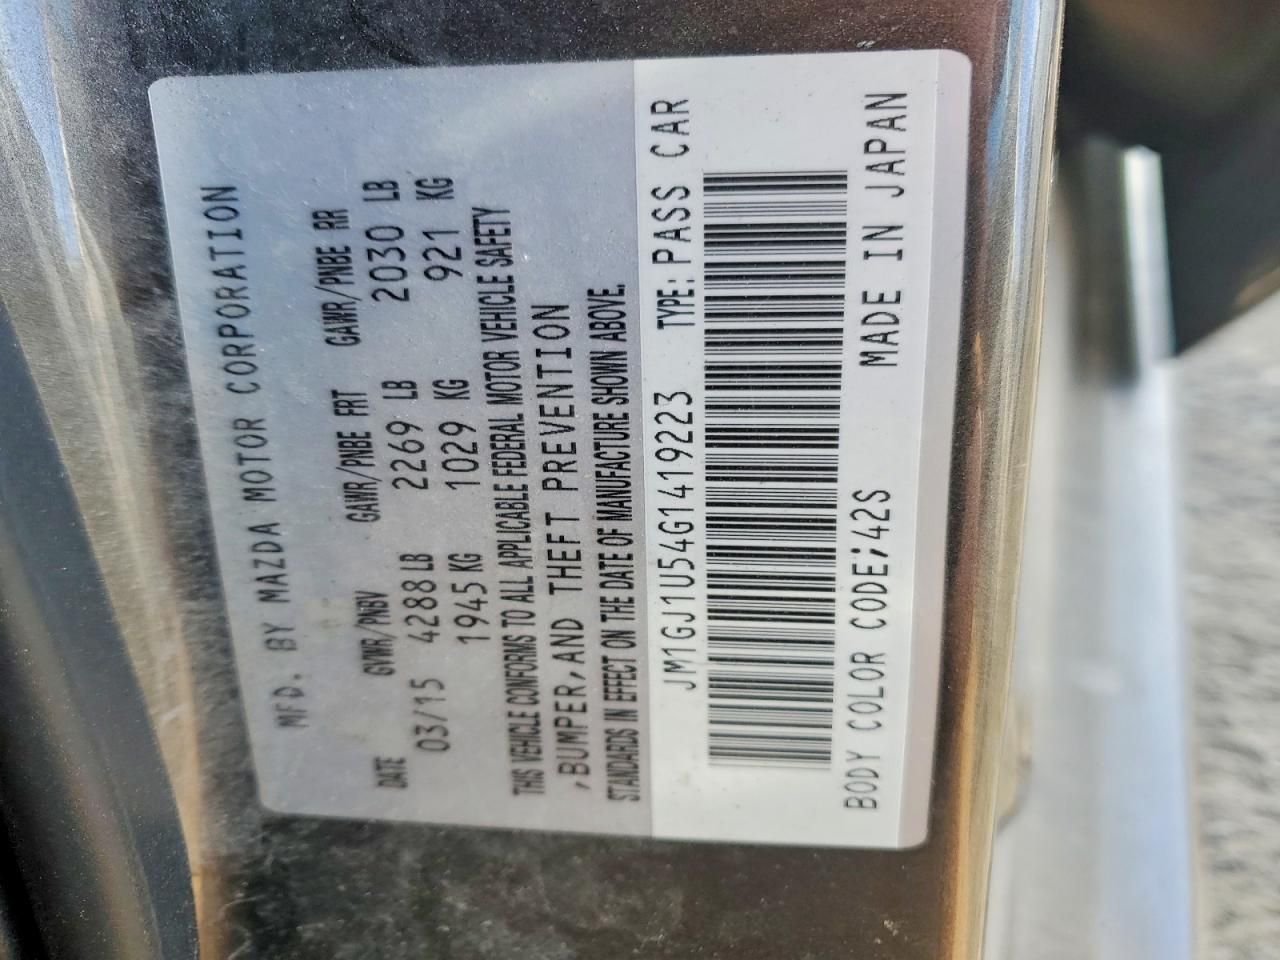 MFD. BY MAZDA MOTOR CORPORATION
DATE GVWR/PNBV GAWR/PNBE FRT GAWR/PNBE RR
03/15 4288 LB 2269 LB 2030 LB
1945 KG 1029 KG 921 KG
THIS VEHICLE CONFORMS TO ALL APPLICABLE FEDERAL MOTOR VEHICLE SAFETY
,BUMPER,AND THEFT PREVENTION
STANDARDS IN EFFECT ON THE DATE OF MANUFACTURE SHOWN ABOVE.
JM1GJ1U54G1419223 TYPE: PASS CAR
BODY COLOR CODE;42S MADE IN JAPAN